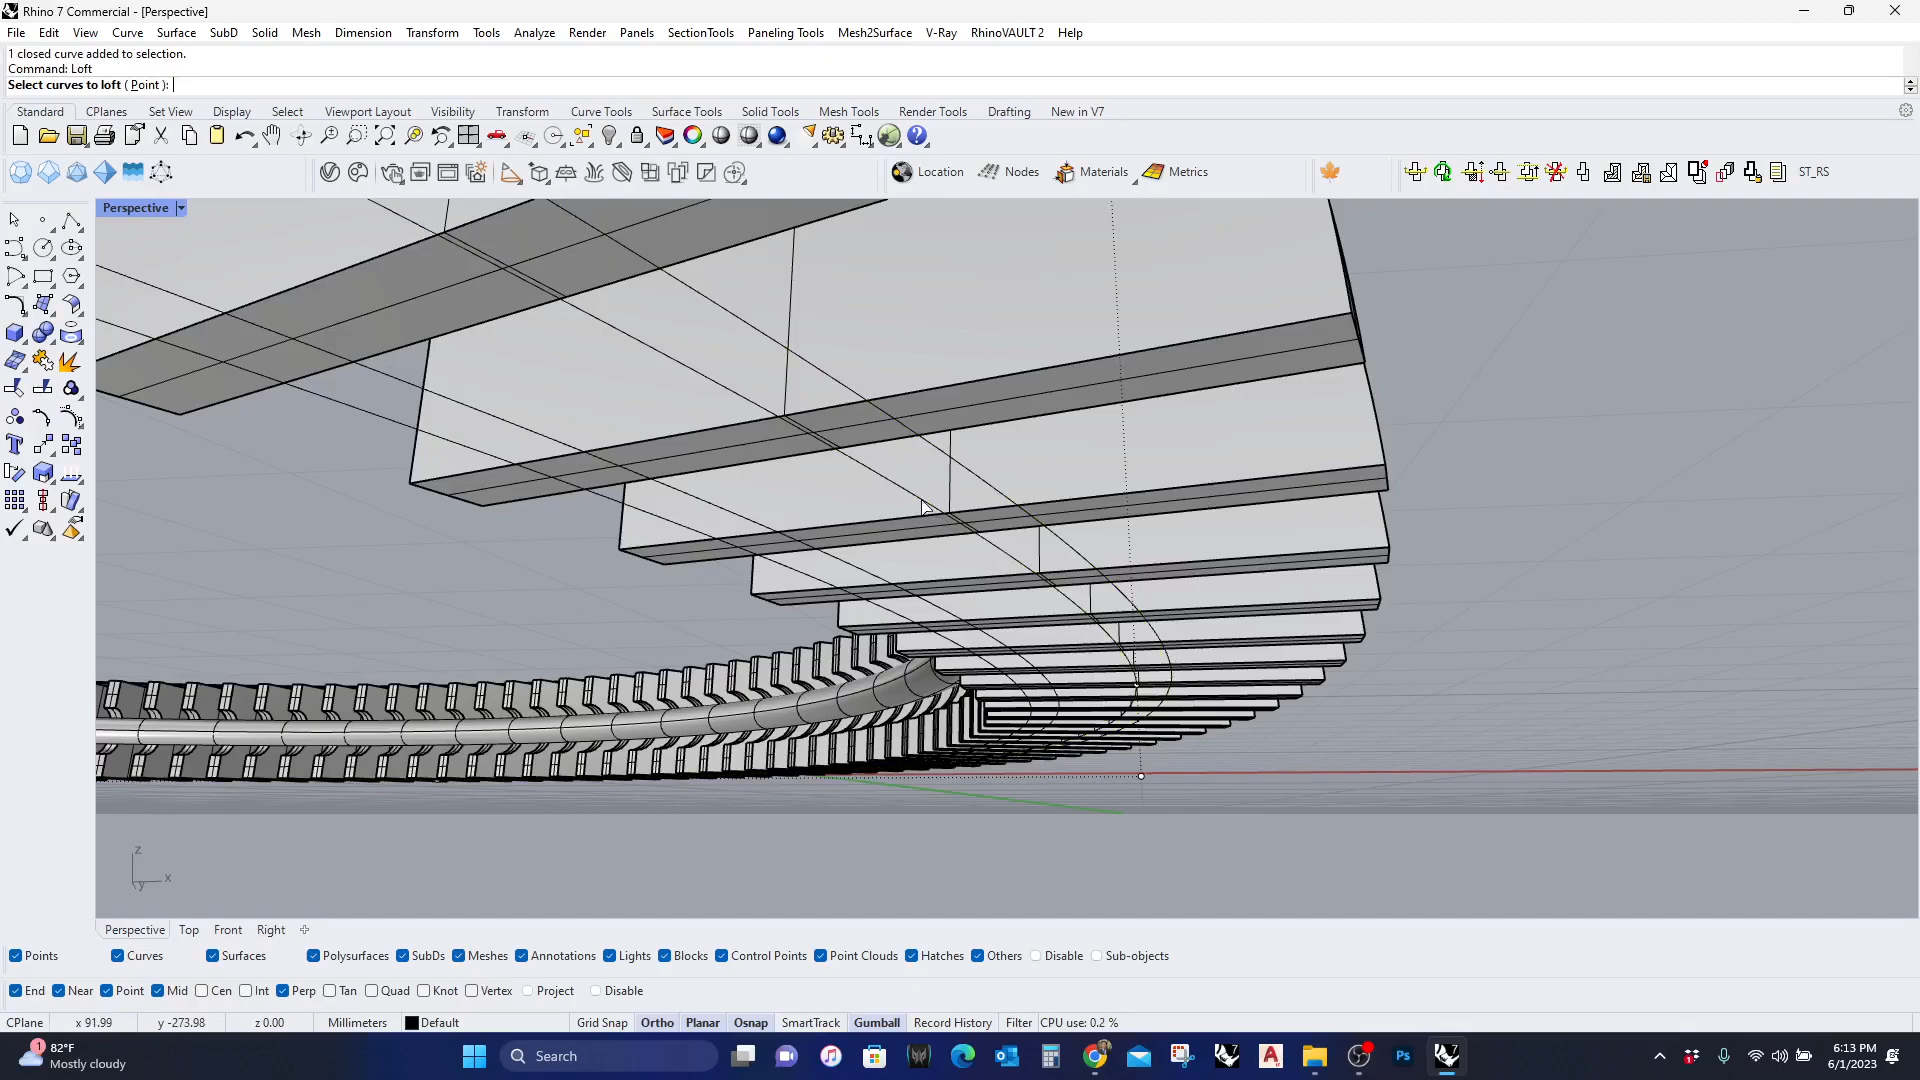 Rhino 7 Commercial - [Perspective]
File Edit View Curve Surface SubD Solid Mesh Dimension Transform Tools Analyze Render Panels SectionTools Paneling Tools Mesh2Surface V-Ray RhinoVAULT 2 Help
1 closed curve added to selection.
Command: Loft
Select curves to loft ( Point ):
Standard CPlanes Set View Display Select Viewport Layout Visibility Transform Curve Tools Surface Tools Solid Tools Mesh Tools Render Tools Drafting New in V7
Location Nodes Materials Metrics ST_RS
Perspective
z
x
y
Perspective Top Front Right
Points Curves Surfaces Polysurfaces SubDs Meshes Annotations Lights Blocks Control Points Point Clouds Hatches Others Disable Sub-objects
End Near Point Mid Cen Int Perp Tan Quad Knot Vertex Project Disable
CPlane x 91.99 y -273.98 z 0.00 Millimeters Default Grid Snap Ortho Planar Osnap SmartTrack Gumball Record History Filter CPU use: 0.2 %
1 82°F
Mostly cloudy
Search
Ps
6:13 PM
6/1/2023